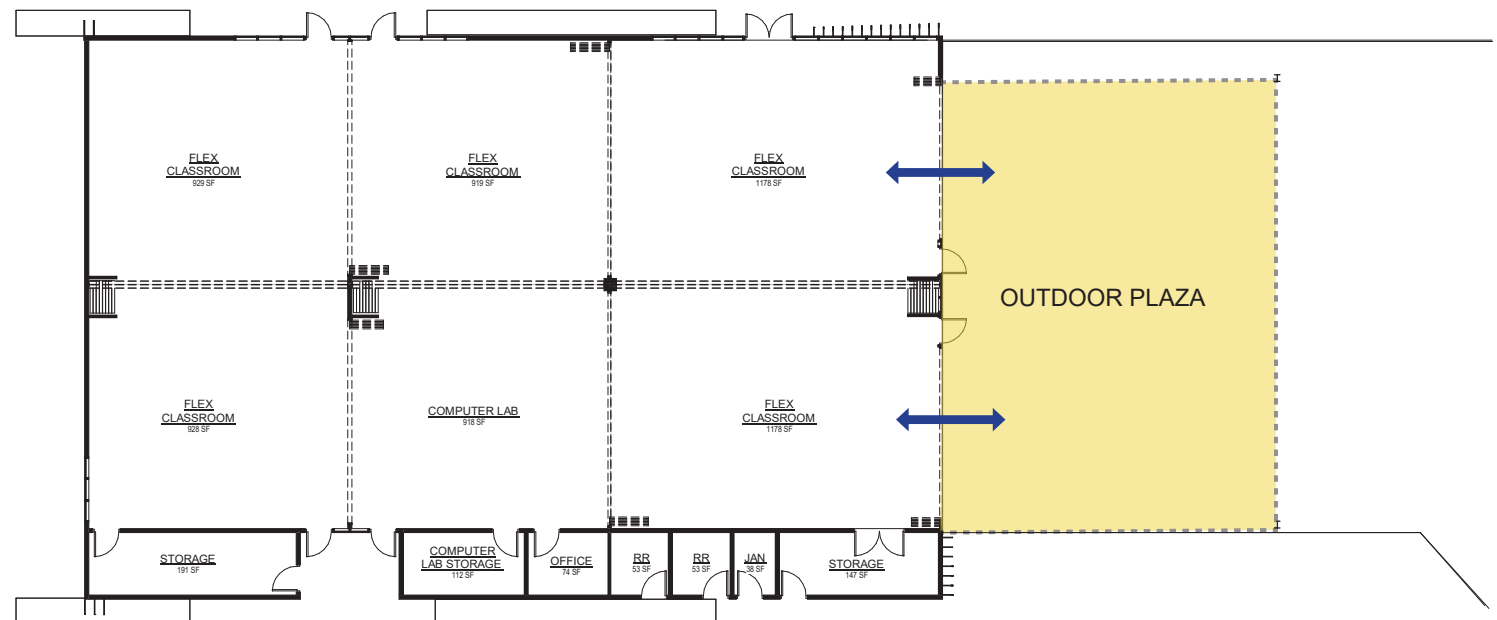 FLEX
CLASSROOM
929 SF
FLEX
CLASSROOM
919 SF
FLEX
CLASSROOM
1178 SF
OUTDOOR PLAZA
FLEX
CLASSROOM
928 SF
COMPUTER LAB
918 SF
FLEX
CLASSROOM
1178 SF
STORAGE
191 SF
COMPUTER
LAB STORAGE
112 SF
OFFICE
74 SF
RR
53 SF
RR
53 SF
JAN
38 SF
STORAGE
147 SF